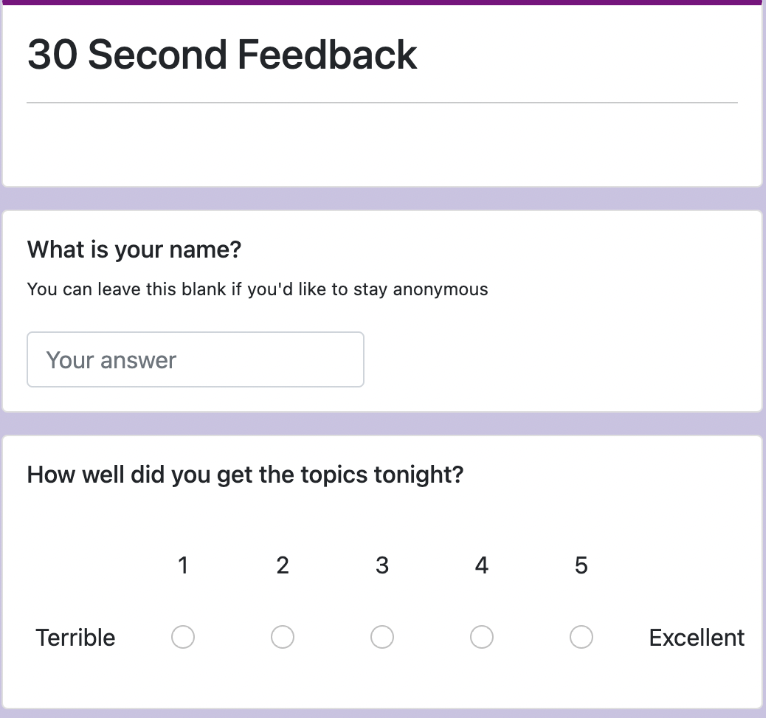 30 Second Feedback
What is your name?
You can leave this blank if you'd like to stay anonymous
Your answer
How well did you get the topics tonight?
1 2 3 4 5
Terrible Excellent